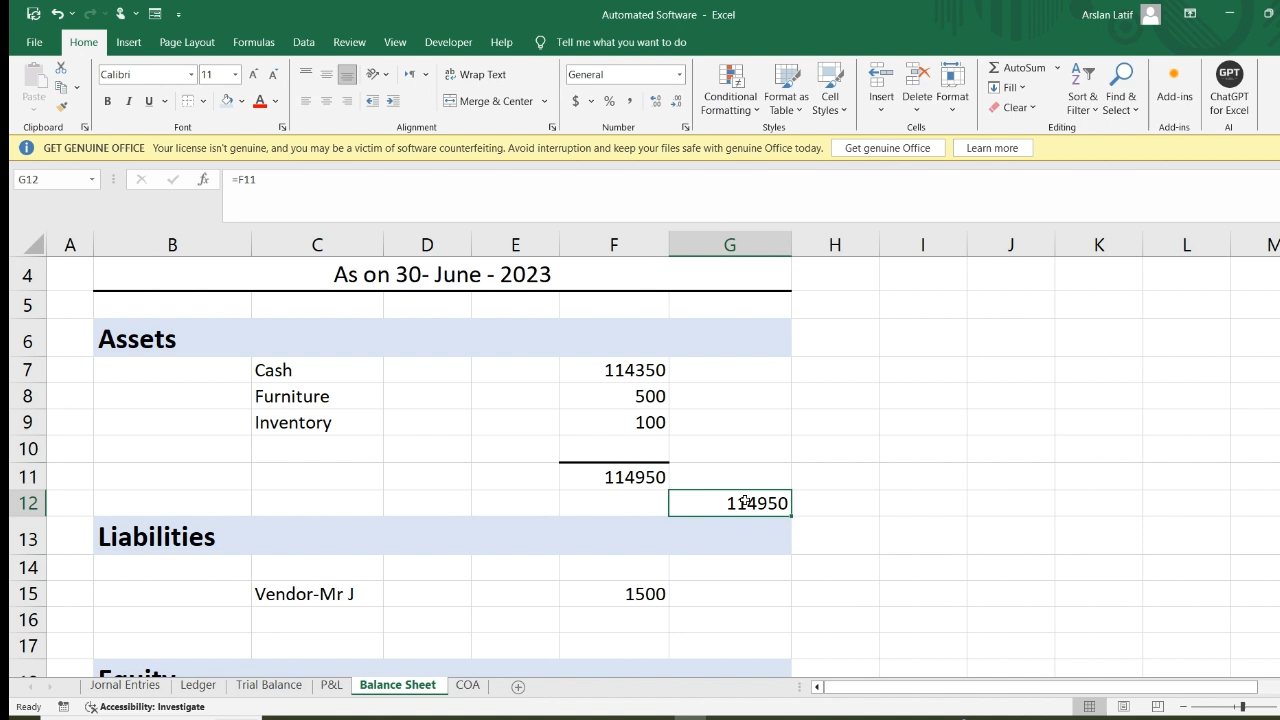 Automated Software - Excel
Arslan Latif
File Home Insert Page Layout Formulas Data Review View Developer Help Tell me what you want to do
Paste
Clipboard
Calibri 11
B I U
Font
Wrap Text
Merge & Center
Alignment
General
$ % ,
Number
Conditional Formatting
Format as Table
Cell Styles
Styles
Insert Delete Format
Cells
AutoSum
Fill
Clear
Sort & Filter
Find & Select
Editing
Add-ins
Add-ins
GPT
ChatGPT for Excel
AI
GET GENUINE OFFICE Your license isn't genuine, and you may be a victim of software counterfeiting. Avoid interruption and keep your files safe with genuine Office today. Get genuine Office Learn more
G12 fx =F11
A B C D E F G H I J K L M
4 As on 30- June - 2023
5
6 Assets
7 Cash 114350
8 Furniture 500
9 Inventory 100
10
11 114950
12 114950
13 Liabilities
14
15 Vendor-Mr J 1500
16
17
Equity
Jornal Entries Ledger Trial Balance P&L Balance Sheet COA
Ready Accessibility: Investigate